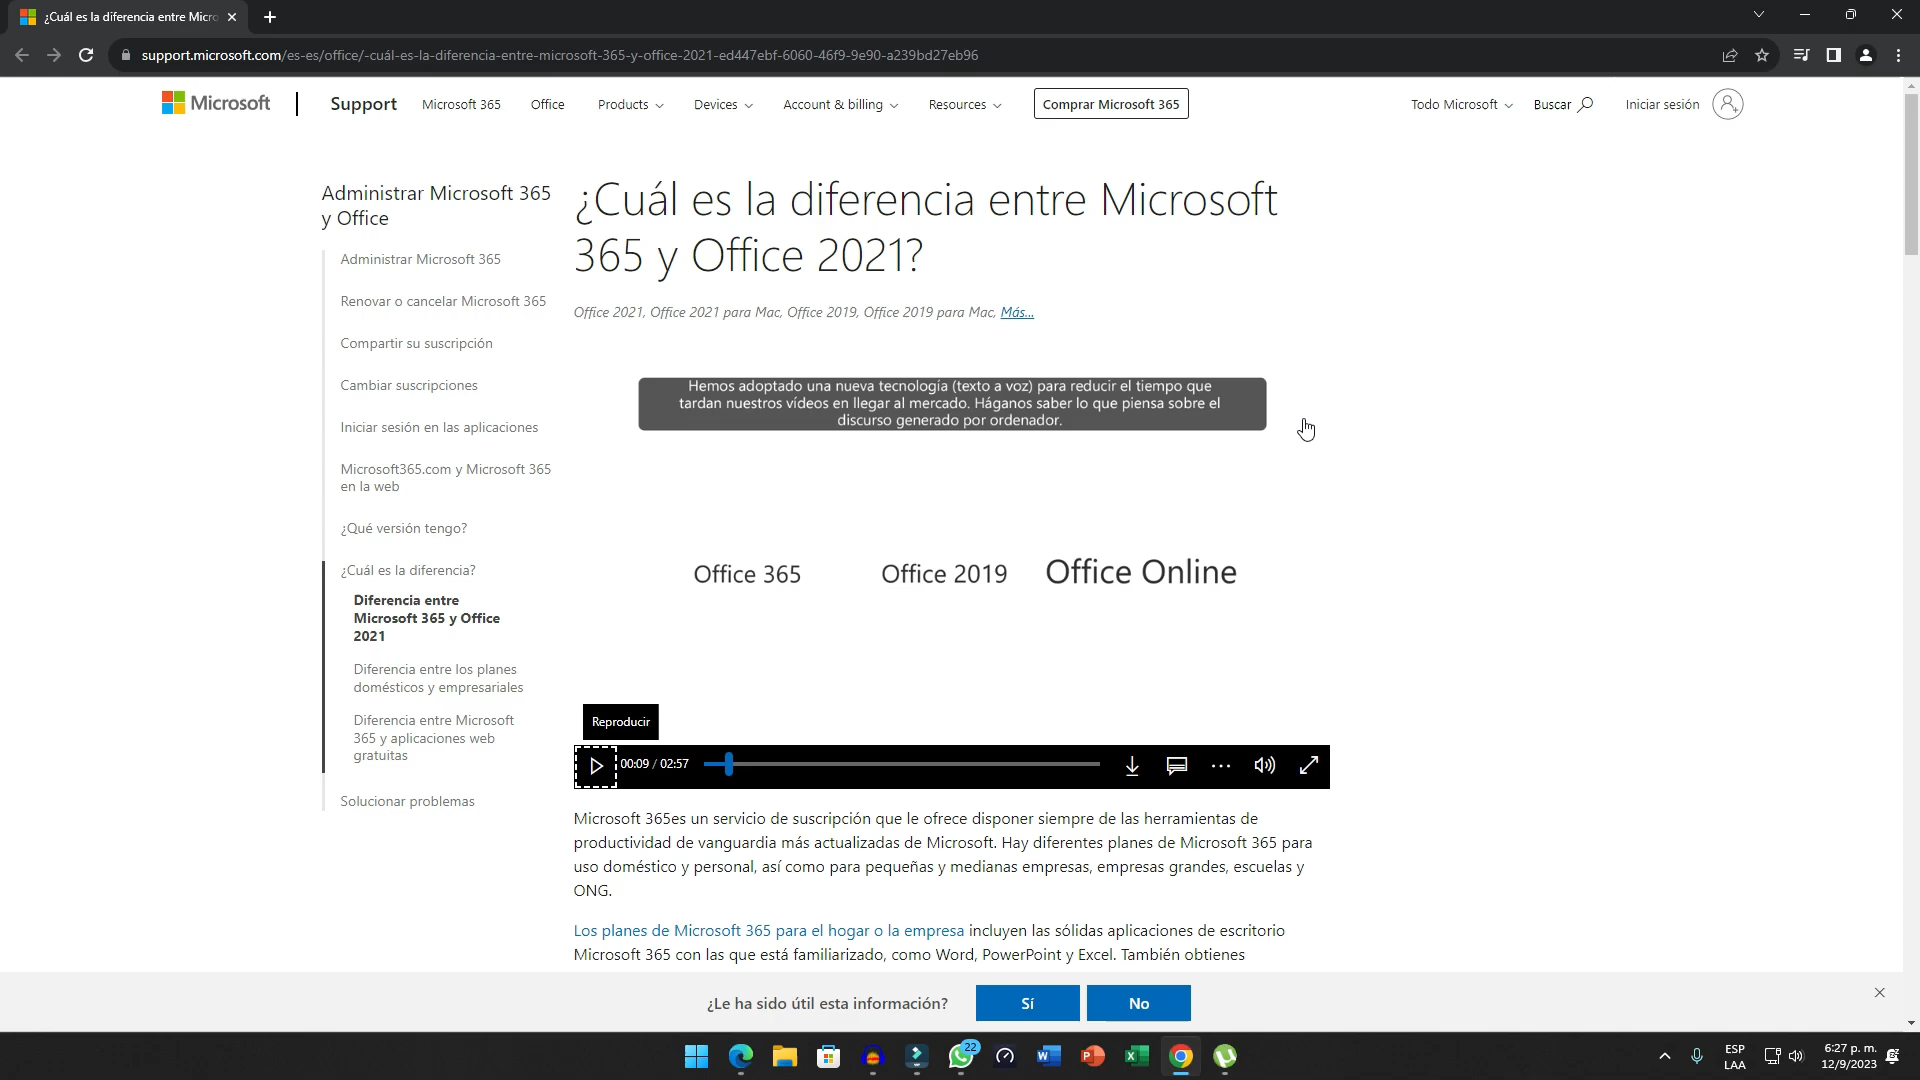 ¿Cuál es la diferencia entre Micro
support.microsoft.com/es-es/office/-cuál-es-la-diferencia-entre-microsoft-365-y-office-2021-ed447ebf-6060-46f9-9e90-a239bd27eb96
Microsoft
Support
Microsoft 365
Office
Products
Devices
Account & billing
Resources
Comprar Microsoft 365
Todo Microsoft
Buscar
Iniciar sesión
Administrar Microsoft 365
y Office
Administrar Microsoft 365
Renovar o cancelar Microsoft 365
Compartir su suscripción
Cambiar suscripciones
Iniciar sesión en las aplicaciones
Microsoft365.com y Microsoft 365
en la web
¿Qué versión tengo?
¿Cuál es la diferencia?
Diferencia entre
Microsoft 365 y Office
2021
Diferencia entre los planes
domésticos y empresariales
Diferencia entre Microsoft
365 y aplicaciones web
gratuitas
Solucionar problemas
¿Cuál es la diferencia entre Microsoft
365 y Office 2021?
Office 2021, Office 2021 para Mac, Office 2019, Office 2019 para Mac, Más...
Hemos adoptado una nueva tecnología (texto a voz) para reducir el tiempo que
tardan nuestros vídeos en llegar al mercado. Háganos saber lo que piensa sobre el
discurso generado por ordenador.
Office 365
Office 2019
Office Online
Reproducir
00:09 / 02:57
Microsoft 365es un servicio de suscripción que le ofrece disponer siempre de las herramientas de
productividad de vanguardia más actualizadas de Microsoft. Hay diferentes planes de Microsoft 365 para
uso doméstico y personal, así como para pequeñas y medianas empresas, empresas grandes, escuelas y
ONG.
Los planes de Microsoft 365 para el hogar o la empresa incluyen las sólidas aplicaciones de escritorio
Microsoft 365 con las que está familiarizado, como Word, PowerPoint y Excel. También obtienes
¿Le ha sido útil esta información?
Sí
No
22
ESP
LAA
6:27 p. m.
12/9/2023